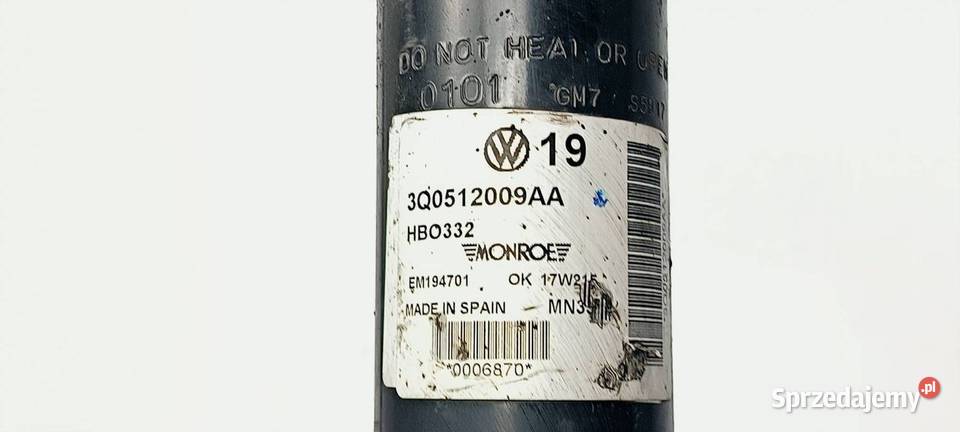 DO NOT HEAT OR OPEN
0101 GM7
19
3Q0512009AA
HBO332
MONROE
EM194701 OK 17W215
MADE IN SPAIN
*0006870*
Sprzedajemy.pl